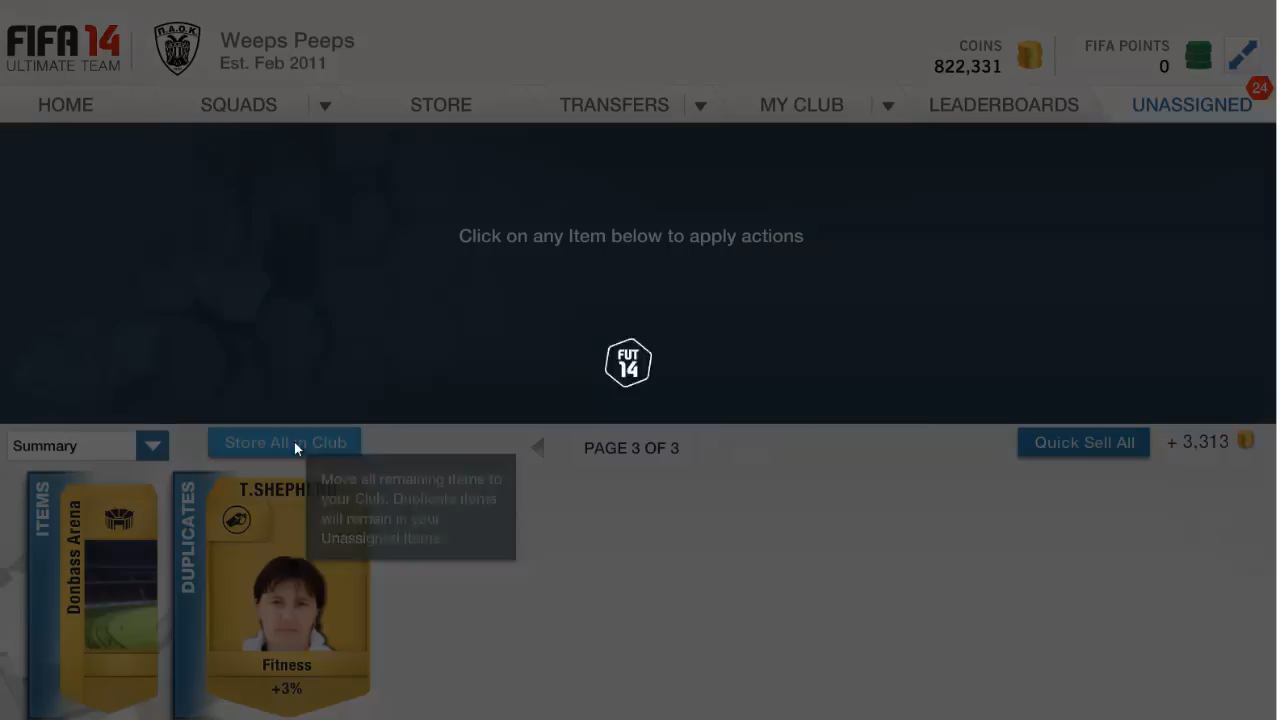 FIFA 14
ULTIMATE TEAM
Π.Α.Ο.Κ.
Weeps Peeps
Est. Feb 2011
COINS
822,331
FIFA POINTS
0
HOME
SQUADS
STORE
TRANSFERS
MY CLUB
LEADERBOARDS
UNASSIGNED
24
Click on any Item below to apply actions
FUT
14
Summary
Store All in Club
PAGE 3 OF 3
Quick Sell All
+ 3,313
Move all remaining items to
your Club. Duplicate items
will remain in your
Unassigned Items.
ITEMS
Donbass Arena
DUPLICATES
Fitness
+3%